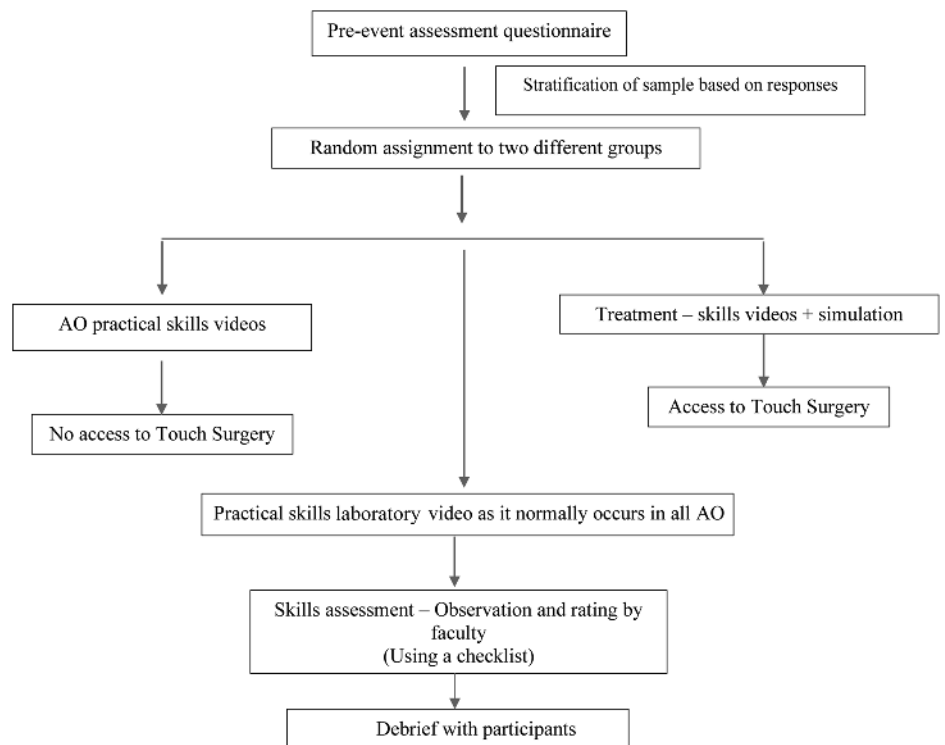 Pre-event assessment questionnaire
Stratification of sample based on responses
Random assignment to two different groups
AO practical skills videos
Treatment – skills videos + simulation
No access to Touch Surgery
Access to Touch Surgery
Practical skills laboratory video as it normally occurs in all AO
Skills assessment – Observation and rating by
faculty
(Using a checklist)
Debrief with participants